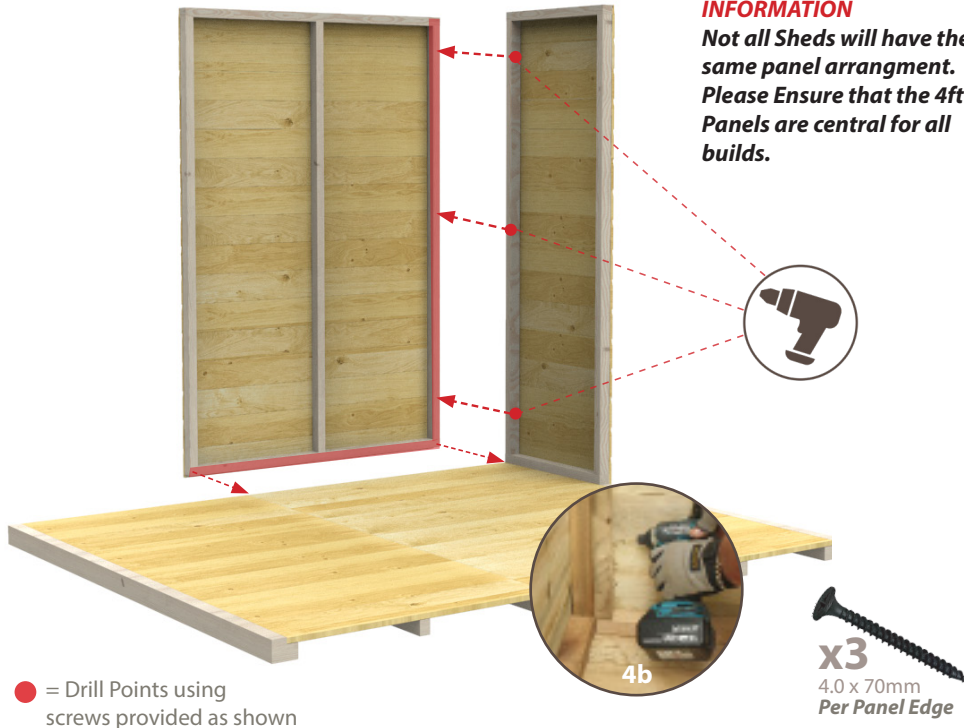 INFORMATION
Not all Sheds will have the
same panel arrangment.
Please Ensure that the 4ft
Panels are central for all
builds.
4b
x3
4.0 x 70mm
Per Panel Edge
= Drill Points using
screws provided as shown